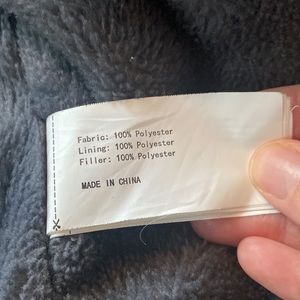 Fabric: 100% Polyester
Lining: 100% Polyester
Filler: 100% Polyester
MADE IN CHINA